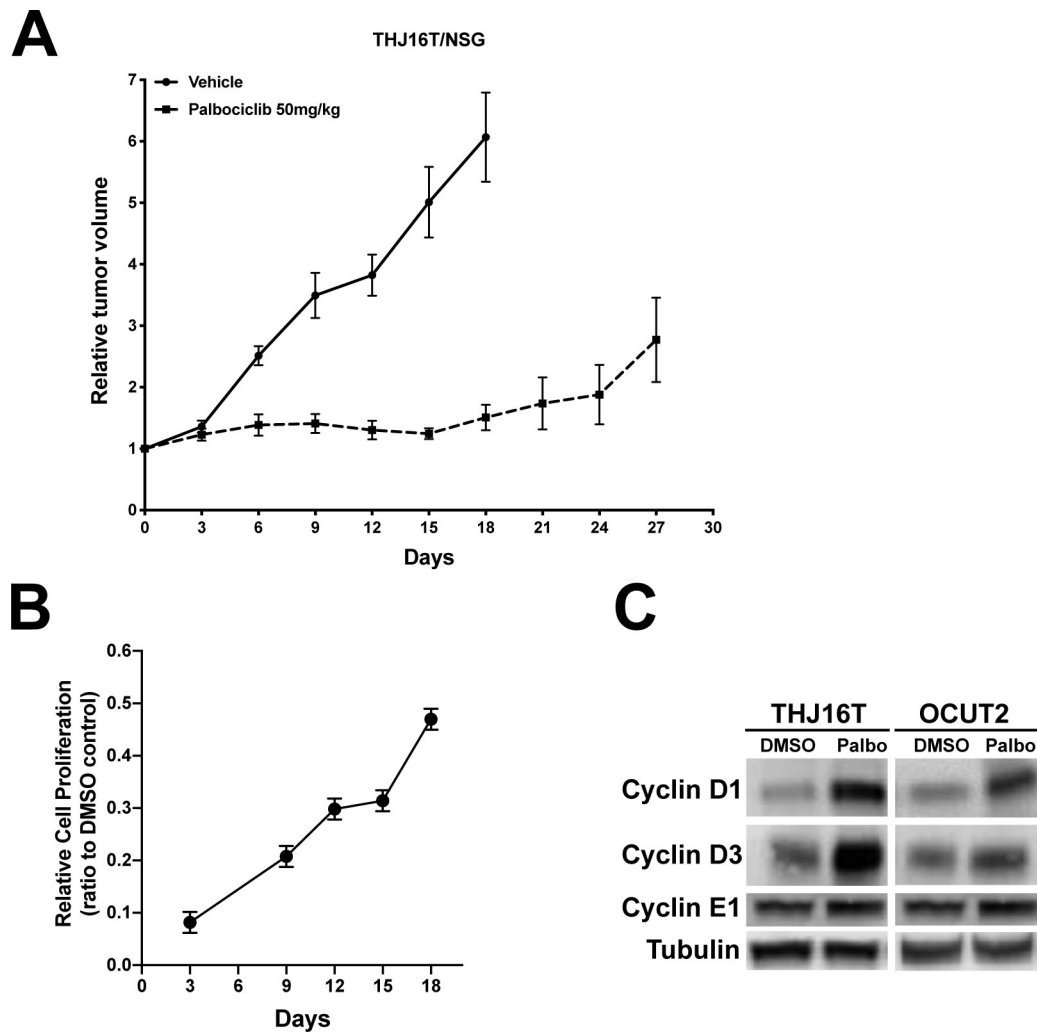 A
THJ16T/NSG
Vehicle
Palbociclib 50mg/kg
Relative tumor volume
7
6
5
4
3
2
1
0
0 3 6 9 12 15 18 21 24 27 30
Days
B
Relative Cell Proliferation
(ratio to DMSO control)
0.6
0.5
0.4
0.3
0.2
0.1
0.0
0 3 6 9 12 15 18
Days
C
THJ16T OCUT2
DMSO Palbo DMSO Palbo
Cyclin D1
Cyclin D3
Cyclin E1
Tubulin